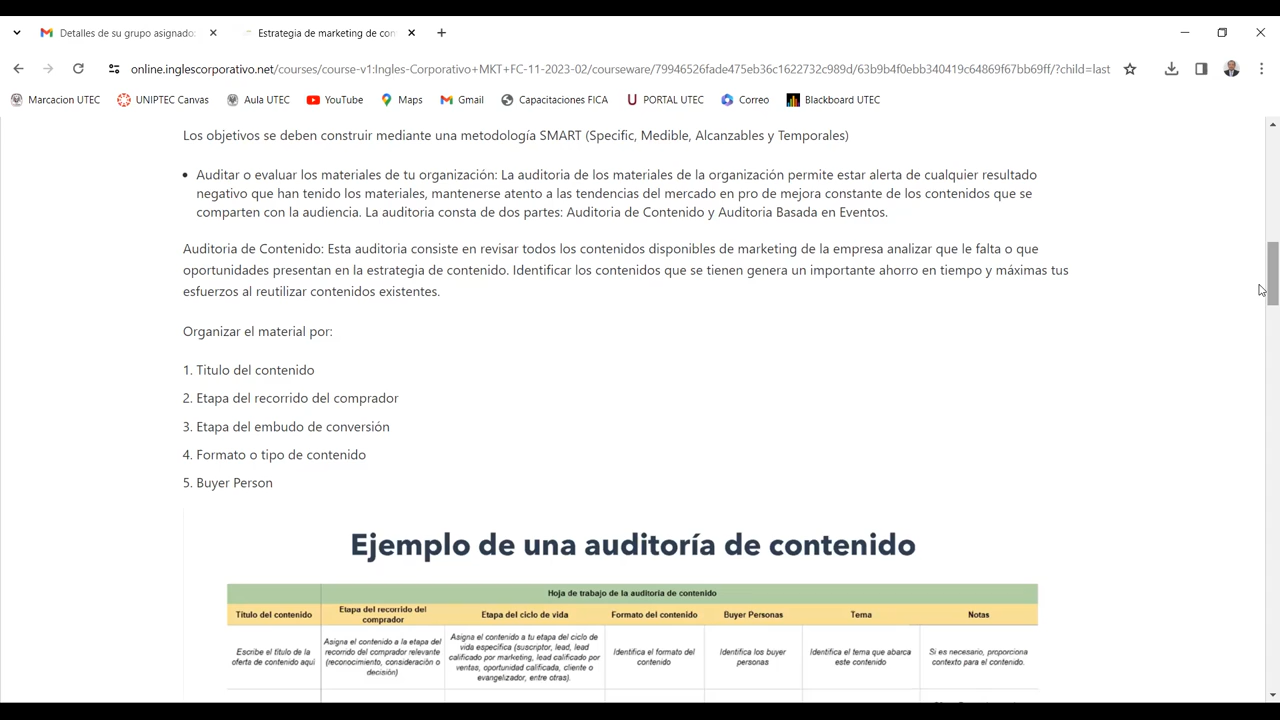 Detalles de su grupo asignado:
Estrategia de marketing de con
online.inglescorporativo.net/courses/course-v1:Ingles-Corporativo+MKT+FC-11-2023-02/courseware/79946526fade475eb36c1622732c989d/63b9b4f0ebb340419c64869f67bb69ff/?child=last
Marcacion UTEC
UNIPTEC Canvas
Aula UTEC
YouTube
Maps
Gmail
Capacitaciones FICA
PORTAL UTEC
Correo
Blackboard UTEC
Los objetivos se deben construir mediante una metodología SMART (Specific, Medible, Alcanzables y Temporales)
• Auditar o evaluar los materiales de tu organización: La auditoria de los materiales de la organización permite estar alerta de cualquier resultado
negativo que han tenido los materiales, mantenerse atento a las tendencias del mercado en pro de mejora constante de los contenidos que se
comparten con la audiencia. La auditoria consta de dos partes: Auditoria de Contenido y Auditoria Basada en Eventos.
Auditoria de Contenido: Esta auditoria consiste en revisar todos los contenidos disponibles de marketing de la empresa analizar que le falta o que
oportunidades presentan en la estrategia de contenido. Identificar los contenidos que se tienen genera un importante ahorro en tiempo y máximas tus
esfuerzos al reutilizar contenidos existentes.
Organizar el material por:
1. Titulo del contenido
2. Etapa del recorrido del comprador
3. Etapa del embudo de conversión
4. Formato o tipo de contenido
5. Buyer Person
Ejemplo de una auditoría de contenido
Hoja de trabajo de la auditoria de contenido
Título del contenido
Etapa del recorrido del
comprador
Etapa del ciclo de vida
Formato del contenido
Buyer Personas
Tema
Notas
Escribe el título de la
oferta de contenido aquí
Asigna el contenido a la etapa del
recorrido del comprador relevante
(reconocimiento, consideración o
decisión)
Asigna el contenido a tu etapa del ciclo de
vida específica (suscriptor, lead, lead
calificado por marketing, lead calificado por
ventas, oportunidad calificada, cliente o
evangelizador, entre otras).
Identifica el formato del
contenido
Identifica los buyer
personas
Identifica el tema que abarca
este contenido
Si es necesario, proporciona
contexto para el contenido.